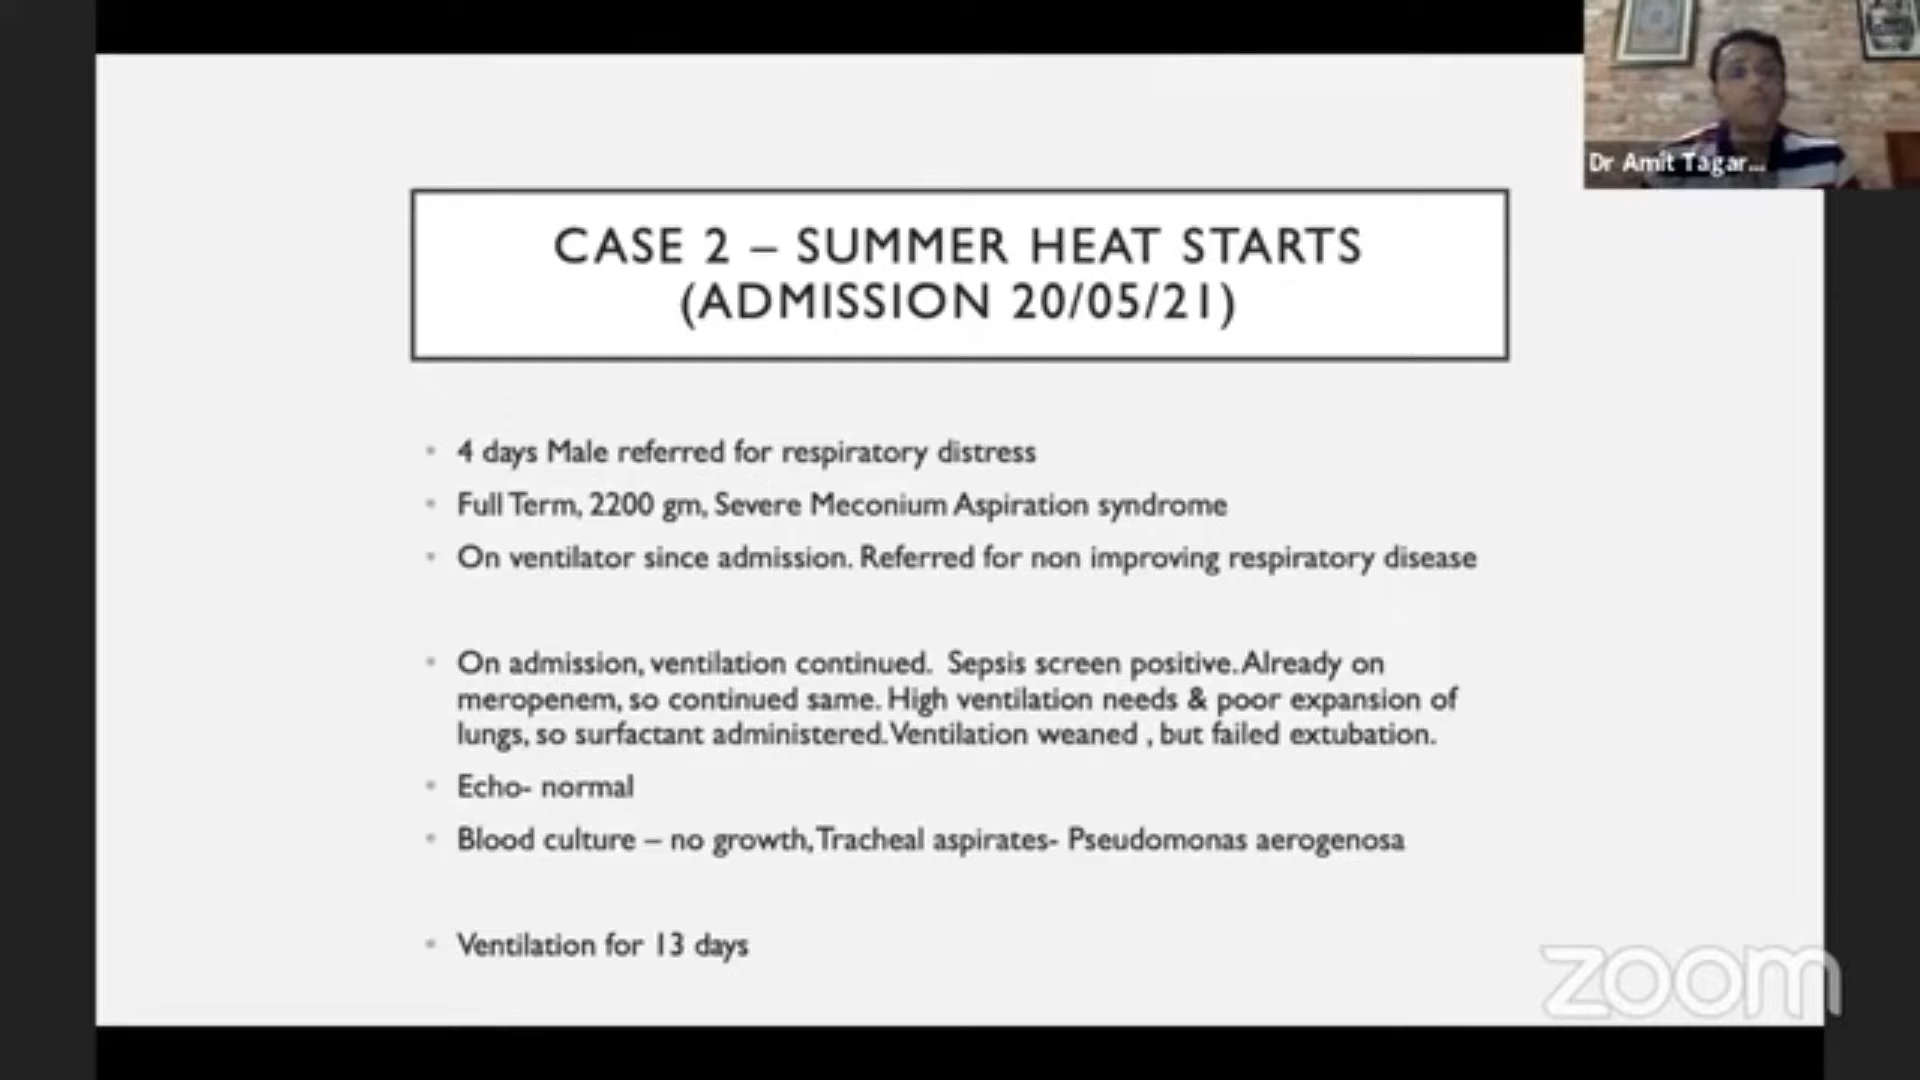 Dr Amit Tagar...
CASE 2 – SUMMER HEAT STARTS
(ADMISSION 20/05/21)
• 4 days Male referred for respiratory distress
• Full Term, 2200 gm, Severe Meconium Aspiration syndrome
• On ventilator since admission. Referred for non improving respiratory disease
• On admission, ventilation continued. Sepsis screen positive. Already on
meropenem, so continued same. High ventilation needs & poor expansion of
lungs, so surfactant administered. Ventilation weaned , but failed extubation.
• Echo- normal
• Blood culture – no growth, Tracheal aspirates- Pseudomonas aerogenosa
• Ventilation for 13 days
zoom